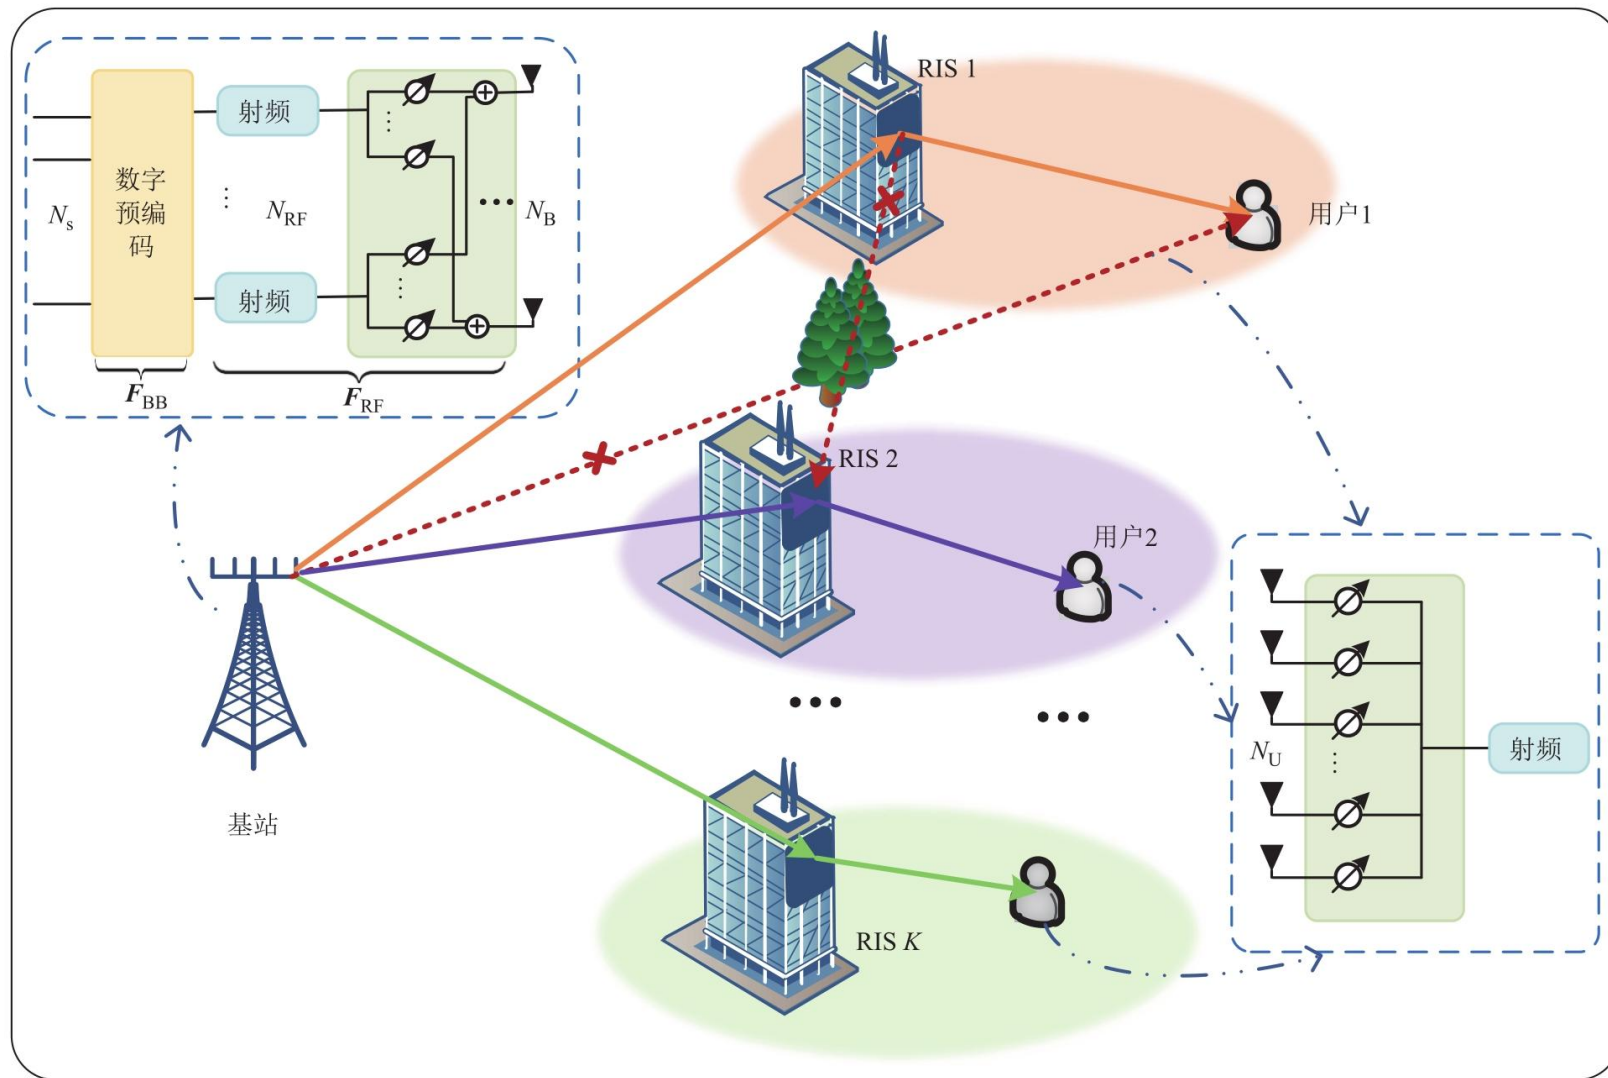 射频
数字
预编
码
N_s
⋮
N_RF
…
N_B
射频
F_BB
F_RF
RIS 1
用户1
RIS 2
用户2
…
…
基站
RIS K
N_U
⋮
射频